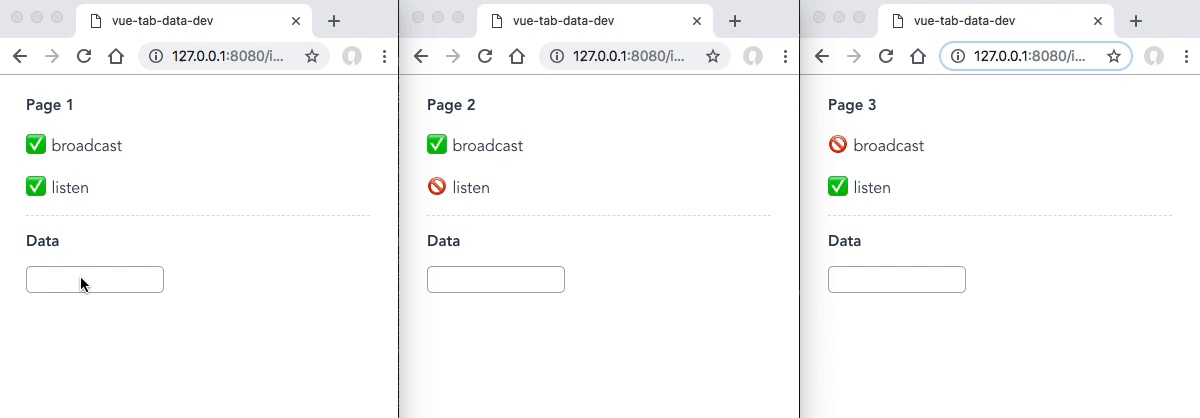 vue-tab-data-dev
127.0.0.1:8080/i...
Page 1
✅ broadcast
✅ listen
Data
vue-tab-data-dev
127.0.0.1:8080/i...
Page 2
✅ broadcast
🚫 listen
Data
vue-tab-data-dev
127.0.0.1:8080/i...
Page 3
🚫 broadcast
✅ listen
Data